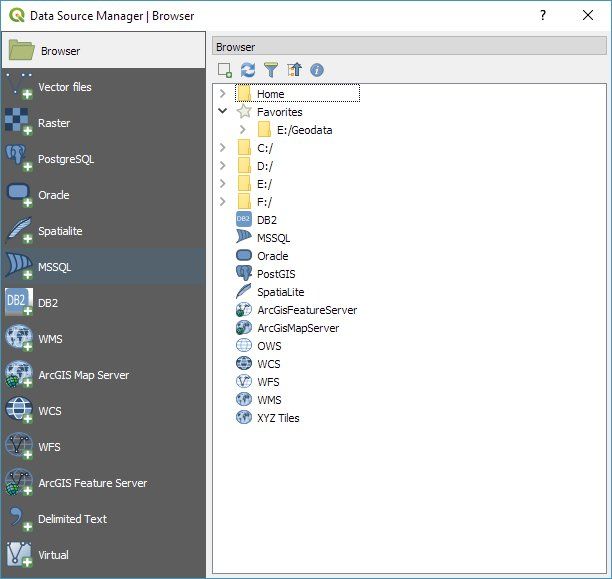 Data Source Manager | Browser
?
Browser
Vector files
Raster
PostgreSQL
Oracle
Spatialite
MSSQL
DB2
DB2
WMS
ArcGIS Map Server
WCS
WFS
ArcGIS Feature Server
Delimited Text
Virtual
Browser
Home
Favorites
E:/Geodata
C:/
D:/
E:/
F:/
DB2
DB2
MSSQL
Oracle
PostGIS
SpatiaLite
ArcGisFeatureServer
ArcGisMapServer
OWS
WCS
WFS
WMS
XYZ Tiles